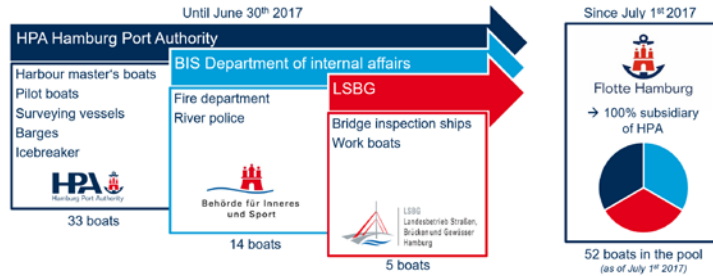 Until June 30th 2017
HPA Hamburg Port Authority
BIS Department of internal affairs
LSBG
Harbour master's boats
Pilot boats
Surveying vessels
Barges
Icebreaker
HPA
Hamburg Port Authority
33 boats
Fire department
River police
Behörde für Inneres
und Sport
14 boats
Bridge inspection ships
Work boats
LSBG
Landesbetrieb Straßen,
Brücken und Gewässer
Hamburg
5 boats
Since July 1st 2017
Flotte Hamburg
→ 100% subsidiary
of HPA
52 boats in the pool
(as of July 1st 2017)